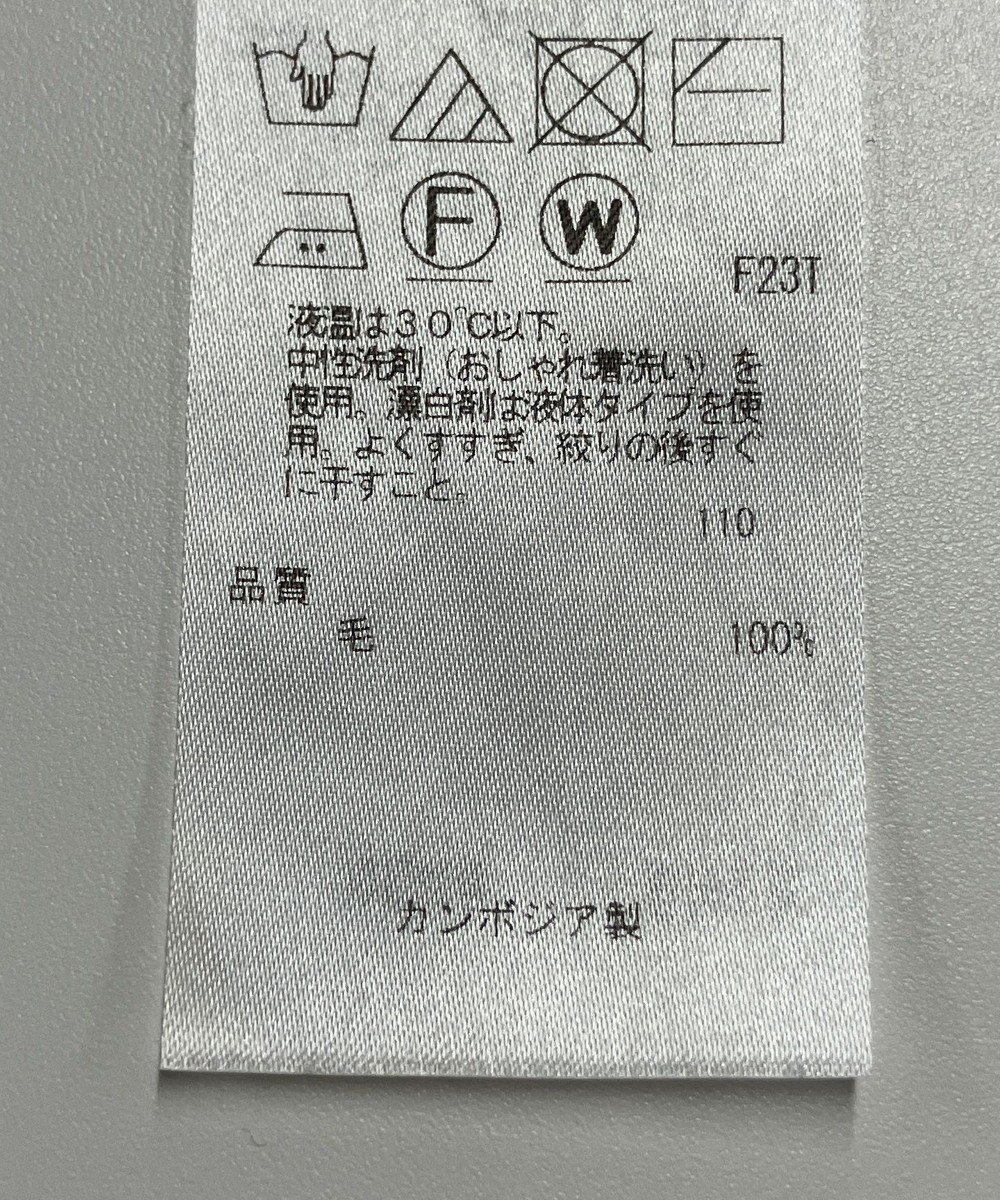 F W
F23T
液温は30℃以下。
中性洗剤（おしゃれ着洗い）を
使用。漂白剤は液体タイプを使
用。よくすすぎ、絞りの後すぐ
に干すこと。
110
品質
毛 100%
カンボジア製